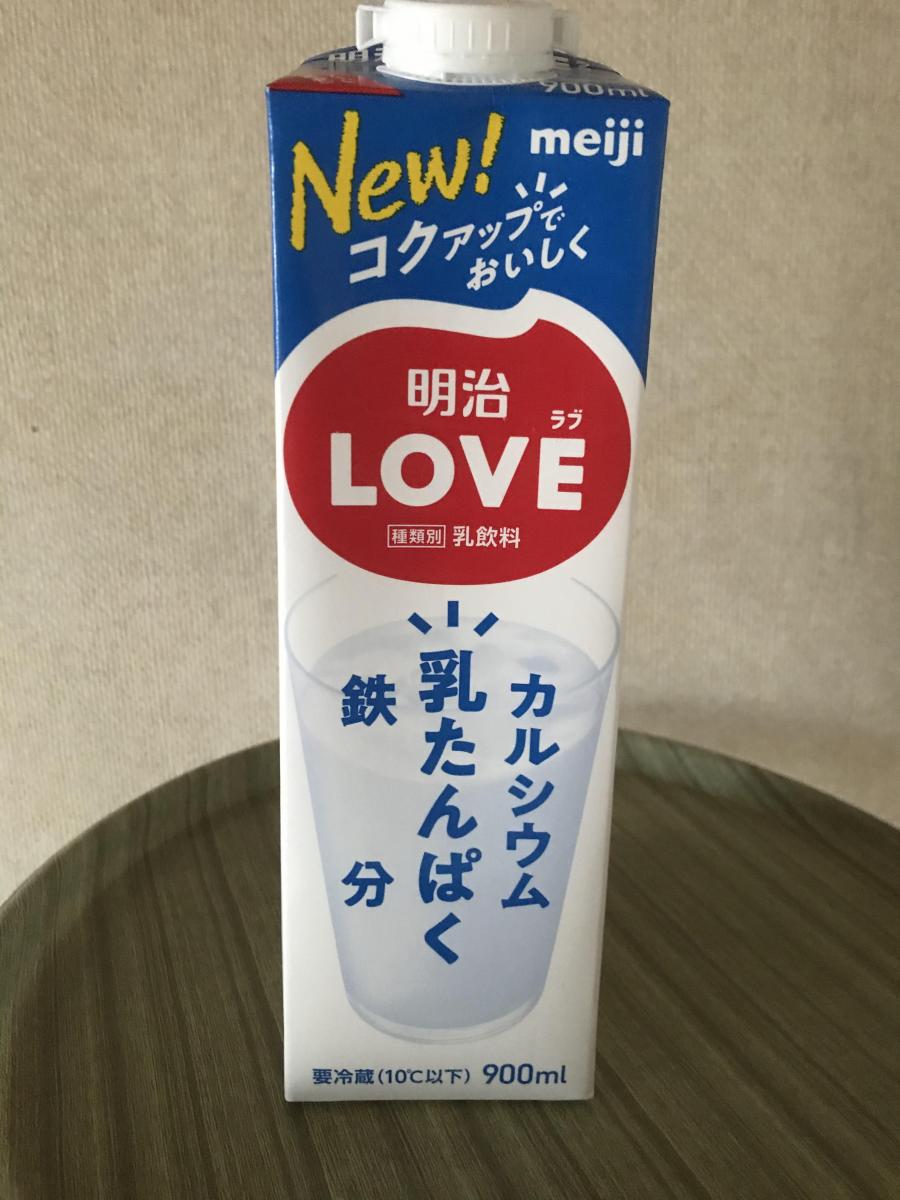 明治
900ml
New!
meiji
コクアップで
おいしく
明治
ラブ
LOVE
種類別 乳飲料
カルシウム
乳たんぱく
鉄分
要冷蔵(10℃以下) 900ml